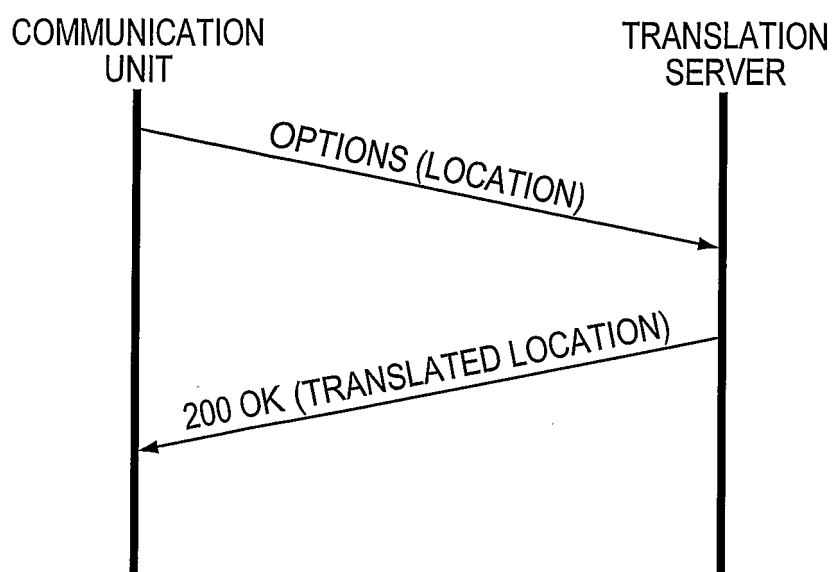 COMMUNICATION
UNIT
TRANSLATION
SERVER
OPTIONS (LOCATION)
200 OK (TRANSLATED LOCATION)